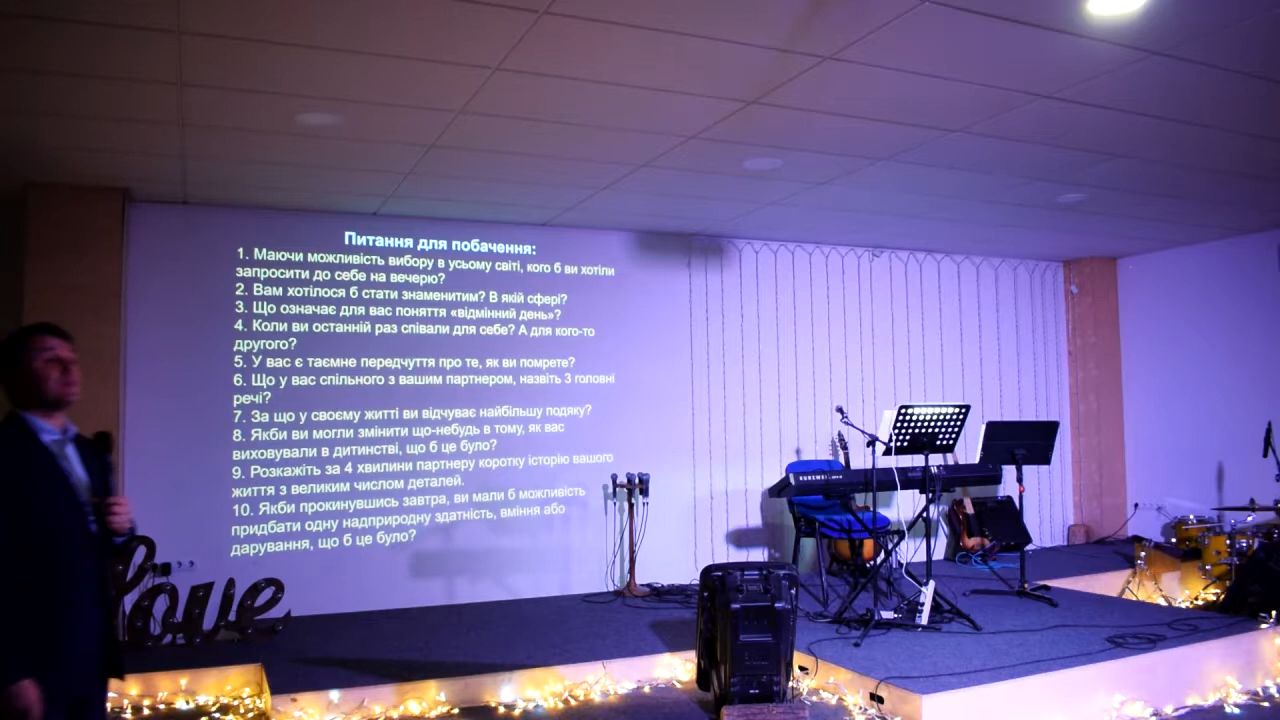 Питання для побачення:
1. Маючи можливість вибору в усьому світі, кого б ви хотіли
запросити до себе на вечерю?
2. Вам хотілося б стати знаменитим? В якій сфері?
3. Що означає для вас поняття «відмінний день»?
4. Коли ви останній раз співали для себе? А для кого-то
другого?
5. У вас є таємне передчуття про те, як ви помрете?
6. Що у вас спільного з вашим партнером, назвіть 3 головні
речі?
7. За що у своєму житті ви відчуває найбільшу подяку?
8. Якби ви могли змінити що-небудь в тому, як вас
виховували в дитинстві, що б це було?
9. Розкажіть за 4 хвилини партнеру коротку історію вашого
життя з великим числом деталей.
10. Якби прокинувшись завтра, ви мали б можливість
придбати одну надприродну здатність, вміння або
дарування, що б це було?
love
KURZWEIL